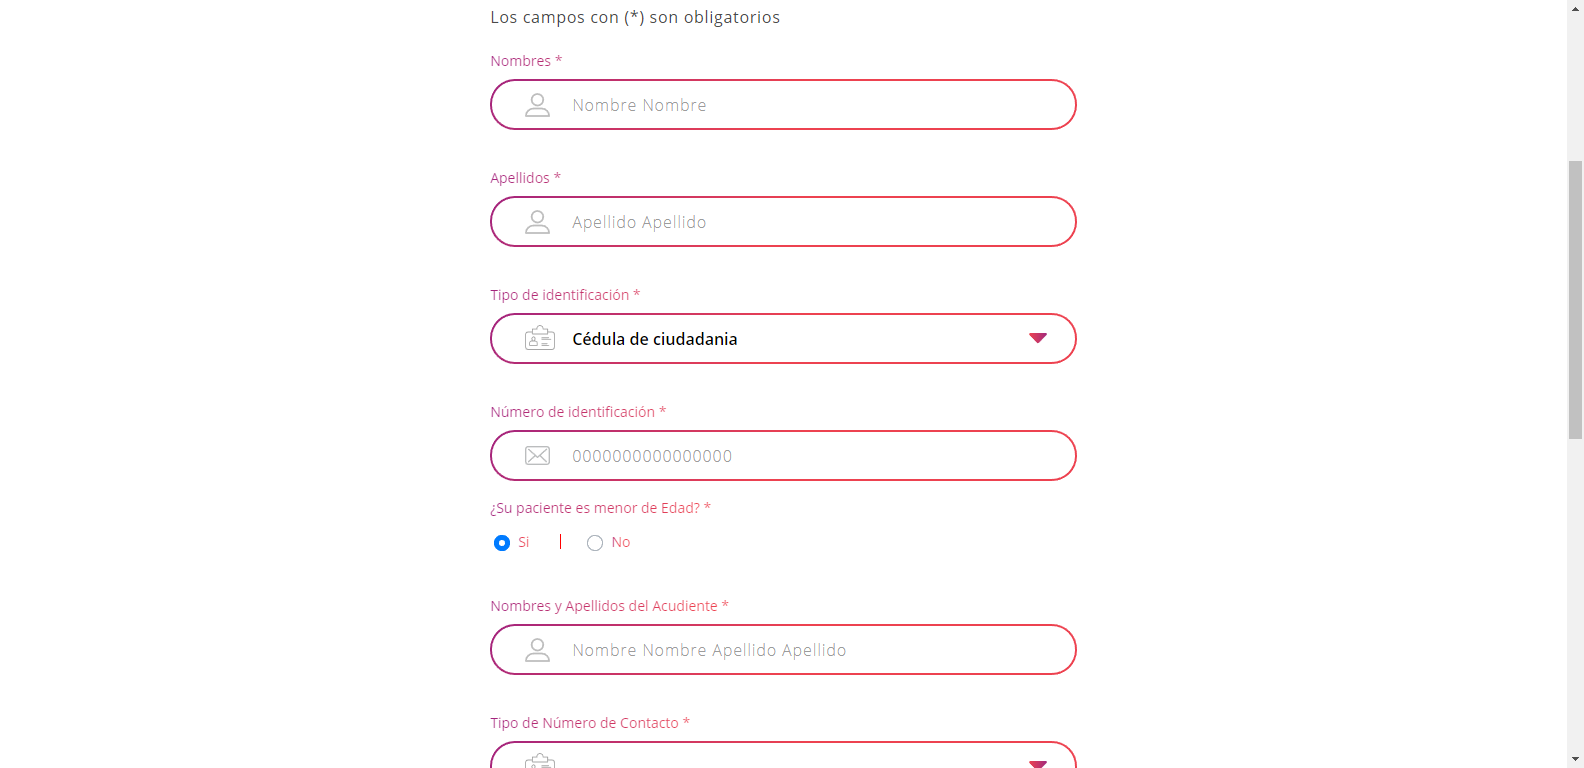 Los campos con (*) son obligatorios
Nombres *
Nombre Nombre
Apellidos *
Apellido Apellido
Tipo de identificación *
Cédula de ciudadania
Número de identificación *
0000000000000000
¿Su paciente es menor de Edad? *
Si | No
Nombres y Apellidos del Acudiente *
Nombre Nombre Apellido Apellido
Tipo de Número de Contacto *